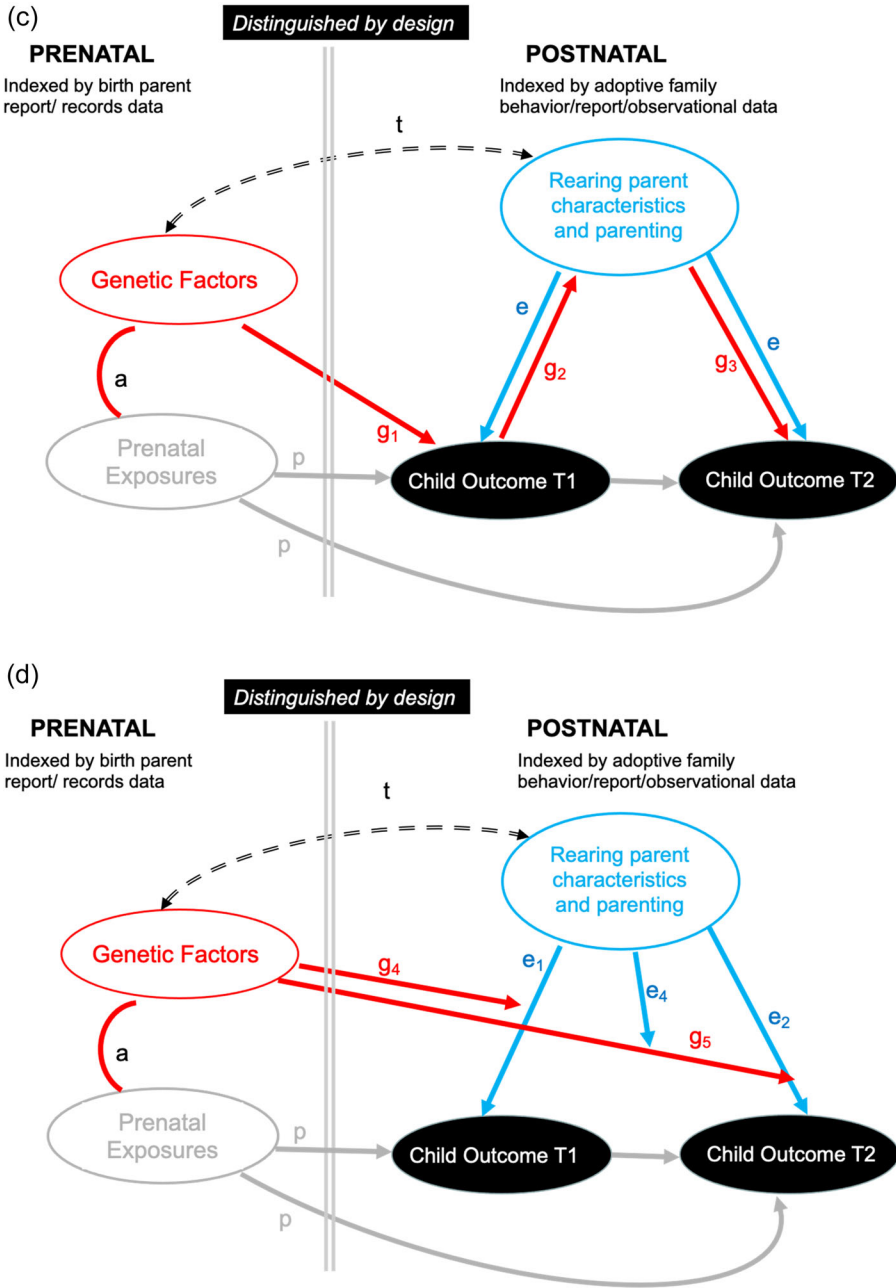 (c)
Distinguished by design
PRENATAL
Indexed by birth parent
report/ records data
POSTNATAL
Indexed by adoptive family
behavior/report/observational data
t
Rearing parent
characteristics
and parenting
Genetic Factors
e
g2
g3
e
a
g1
Prenatal
Exposures
p
Child Outcome T1
Child Outcome T2
p
(d)
Distinguished by design
PRENATAL
Indexed by birth parent
report/ records data
POSTNATAL
Indexed by adoptive family
behavior/report/observational data
t
Rearing parent
characteristics
and parenting
Genetic Factors
g4
e1
e4
e2
g5
a
Prenatal
Exposures
p
Child Outcome T1
Child Outcome T2
p